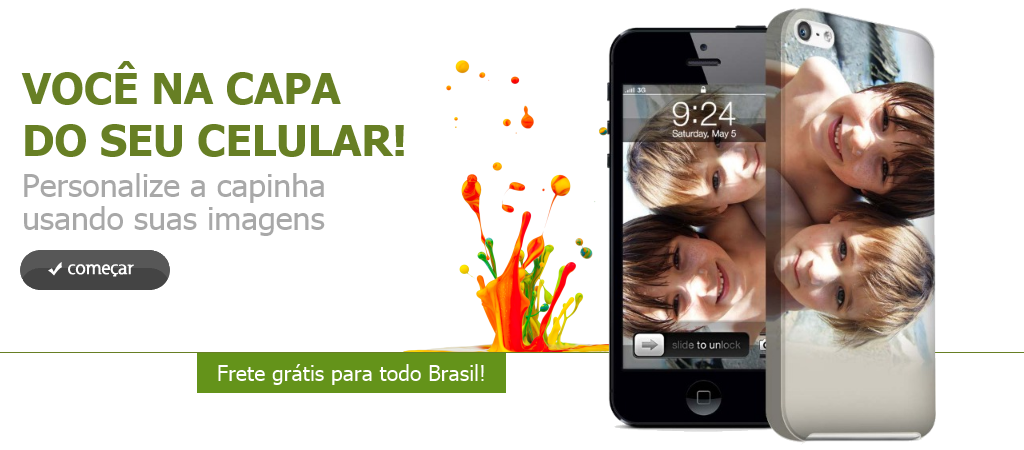 VOCÊ NA CAPA
DO SEU CELULAR!
Personalize a capinha
usando suas imagens
começar
Frete grátis para todo Brasil!
3G
9:24
Saturday, May 5
slide to unlock